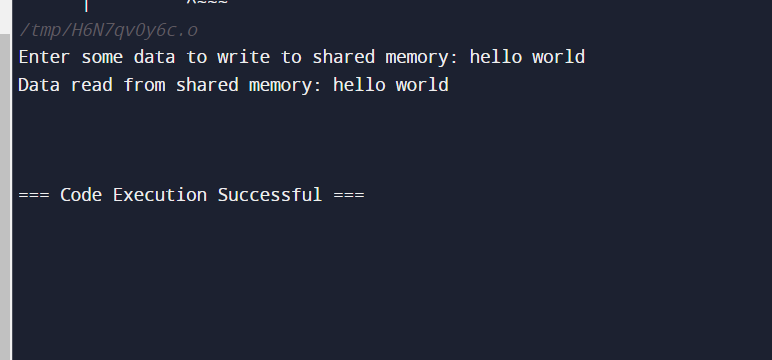 /tmp/H6N7qvOy6c.o
Enter some data to write to shared memory: hello world
Data read from shared memory: hello world
=== Code Execution Successful ===